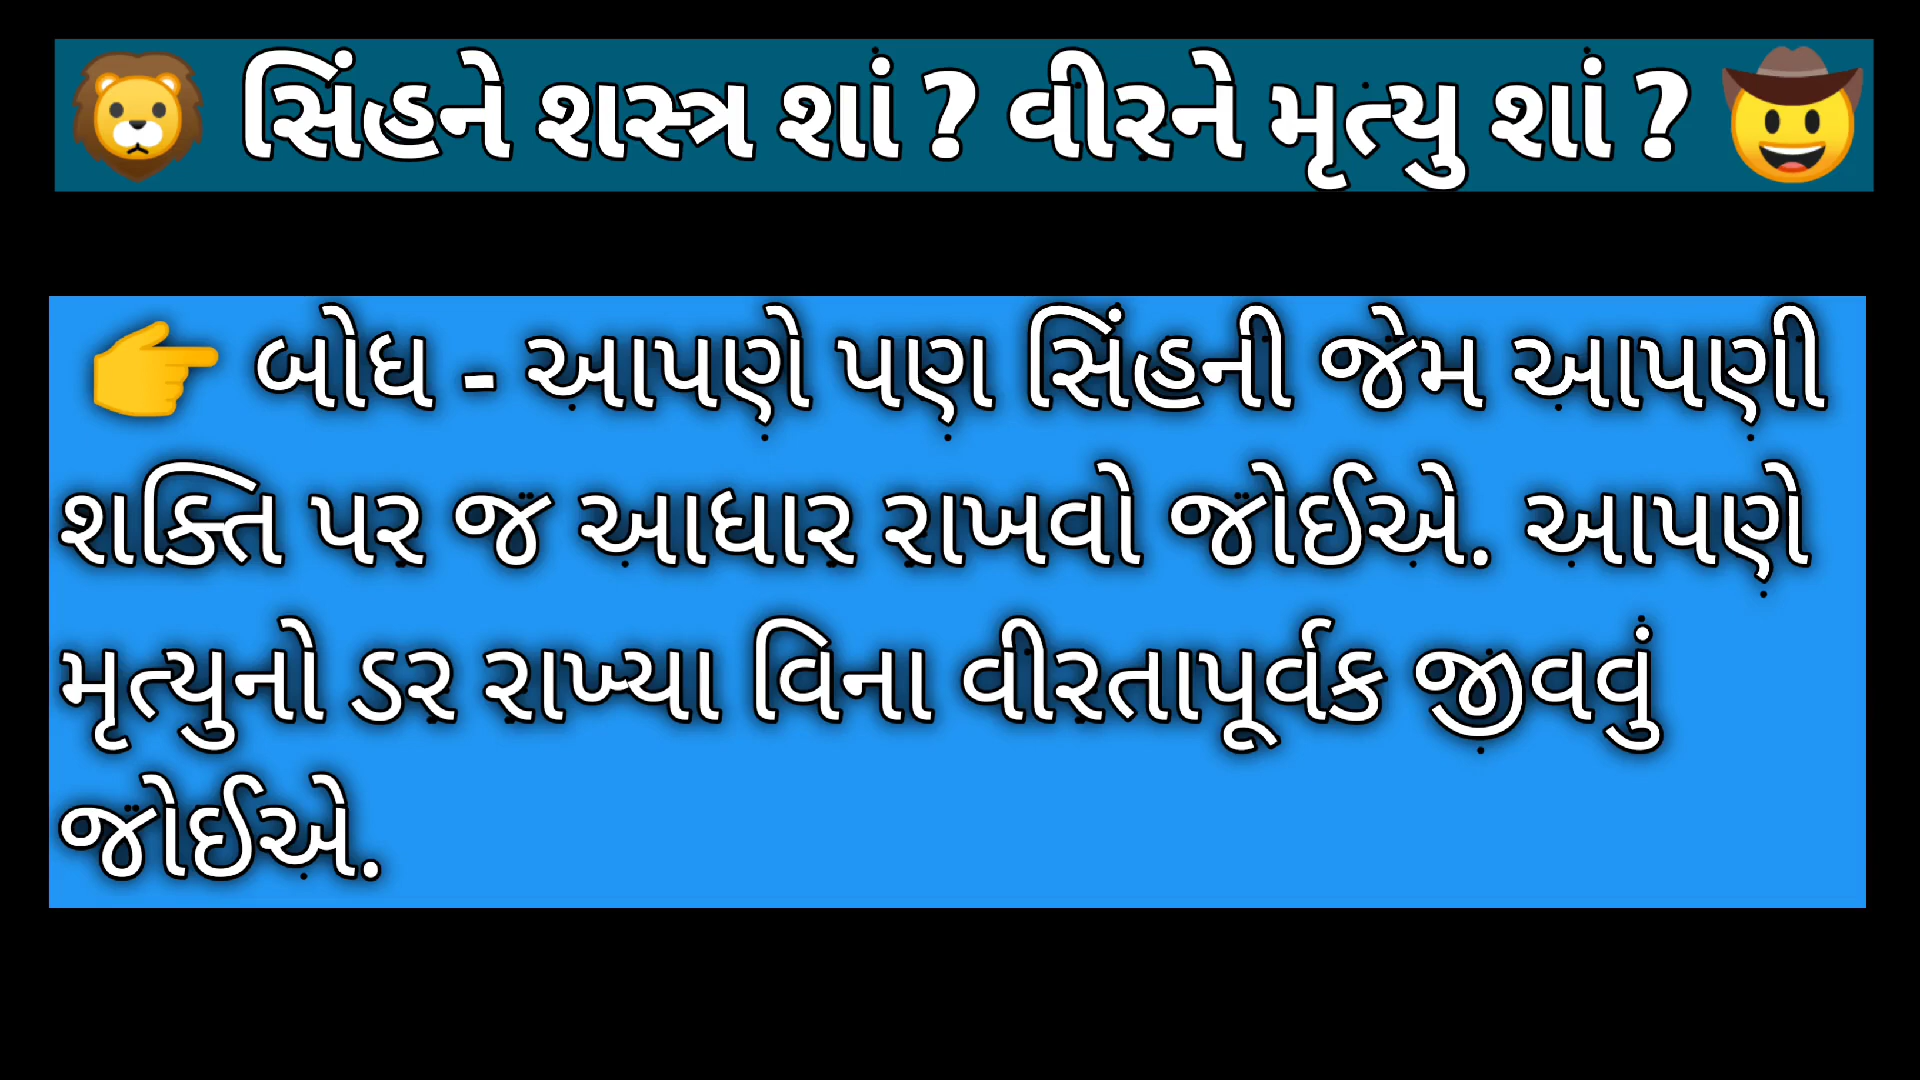 🦁 સિંહને શસ્ત્ર શાં ? વીરને મૃત્યુ શાં ? 🤠
👉 બોધ - આપણે પણ સિંહની જેમ આપણી
શક્તિ પર જ આધાર રાખવો જોઈએ. આપણે
મૃત્યુનો ડર રાખ્યા વિના વીરતાપૂર્વક જીવવું
જોઈએ.